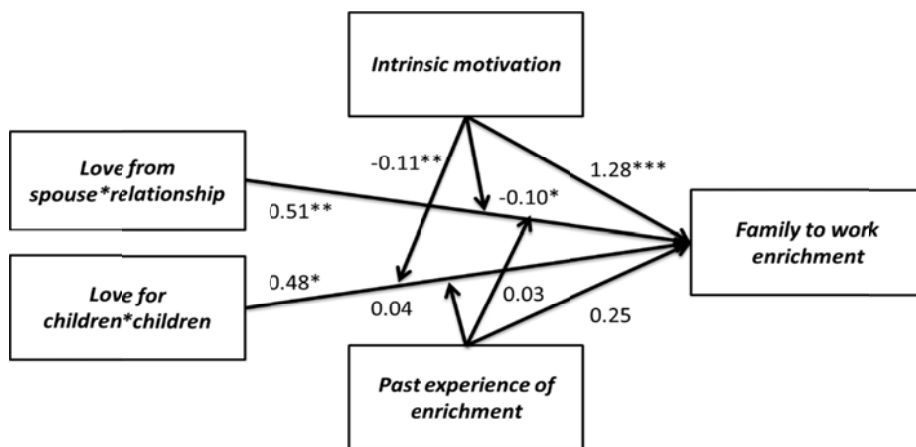 Intrinsic motivation
-0.11**
1.28***
Love from
spouse*relationship
-0.10*
0.51**
Family to work
enrichment
0.48*
Love for
children*children
0.04
0.03
0.25
Past experience of
enrichment